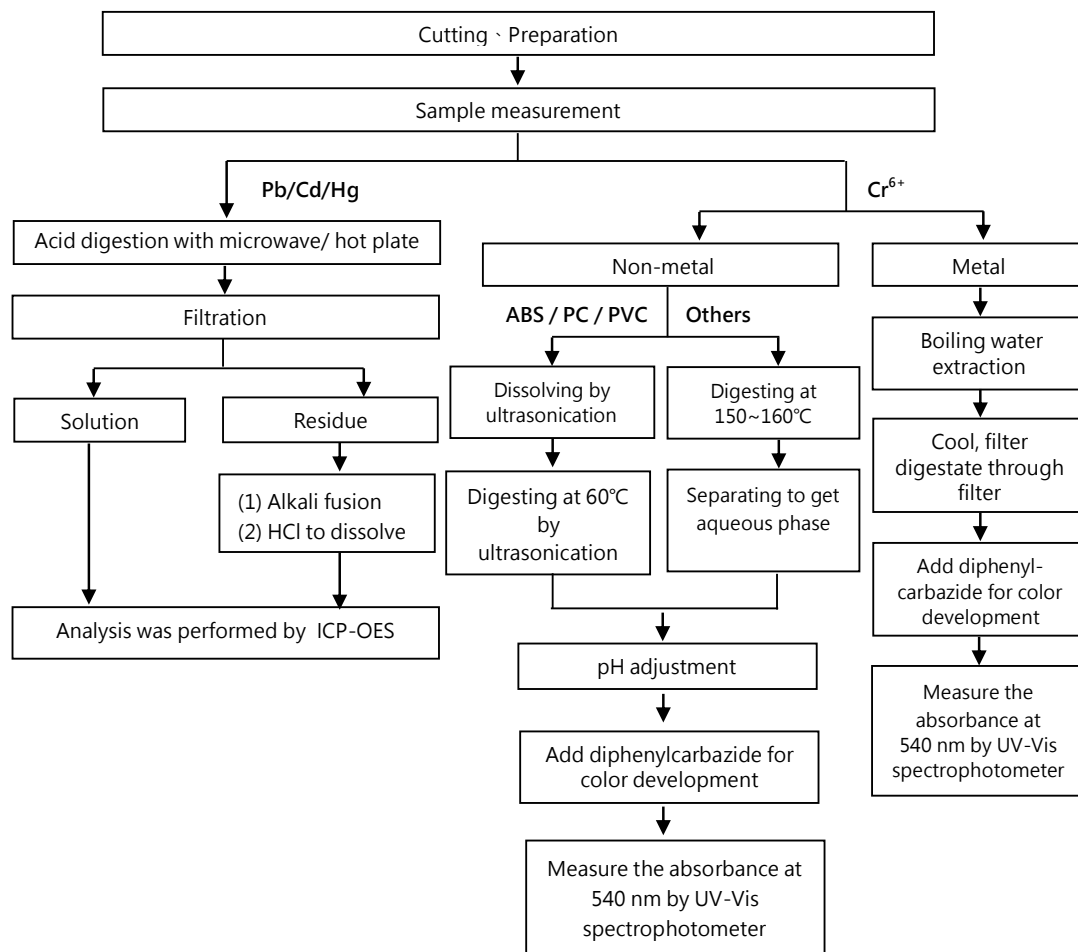 Cutting、Preparation
Sample measurement
Pb/Cd/Hg
Cr⁶⁺
Acid digestion with microwave/ hot plate
Filtration
Solution
Residue
(1) Alkali fusion
(2) HCl to dissolve
Analysis was performed by ICP-OES
Non-metal
ABS / PC / PVC
Others
Dissolving by
ultrasonication
Digesting at 60℃
by
ultrasonication
Digesting at
150~160℃
Separating to get
aqueous phase
pH adjustment
Add diphenylcarbazide for
color development
Measure the absorbance at
540 nm by UV-Vis
spectrophotometer
Metal
Boiling water
extraction
Cool, filter
digestate through
filter
Add diphenyl-
carbazide for color
development
Measure the
absorbance at
540 nm by UV-Vis
spectrophotometer